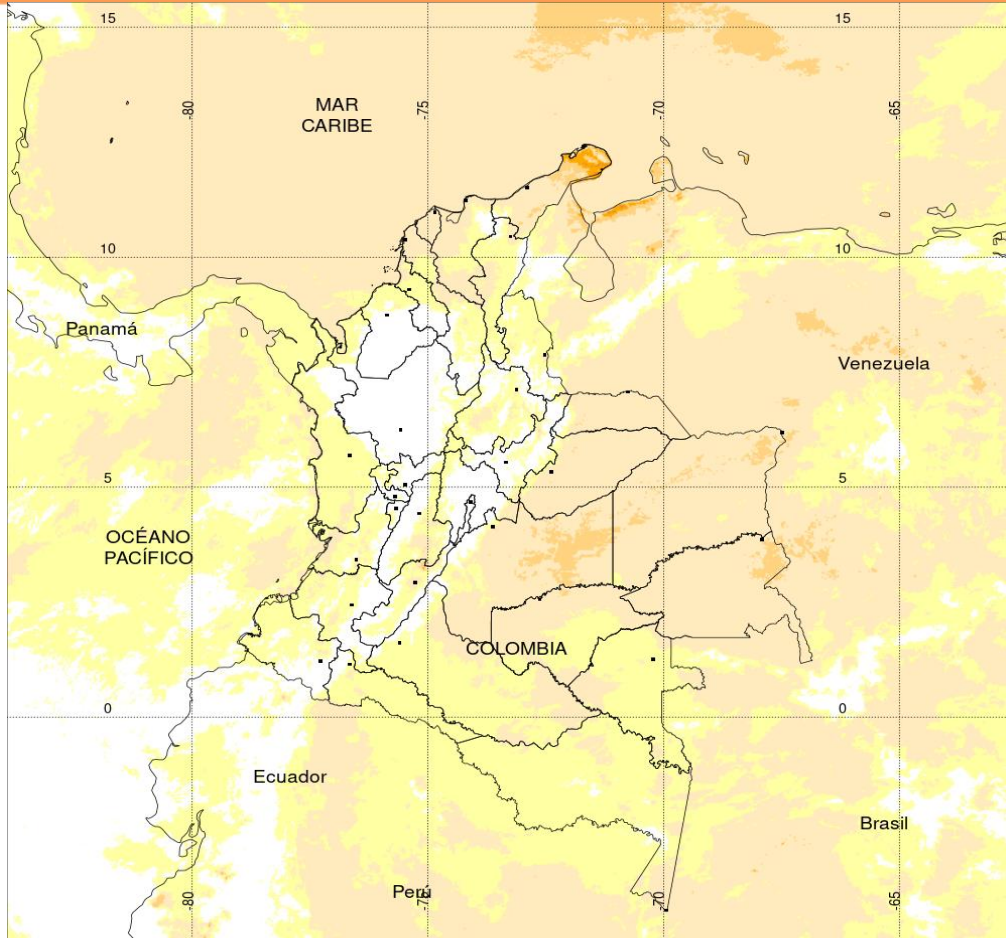 15
15
-80
-75
-70
-65
MAR
CARIBE
10
10
Panamá
Venezuela
5
5
OCÉANO
PACÍFICO
COLOMBIA
0
0
Ecuador
Brasil
Perú
-80
-75
-70
-65